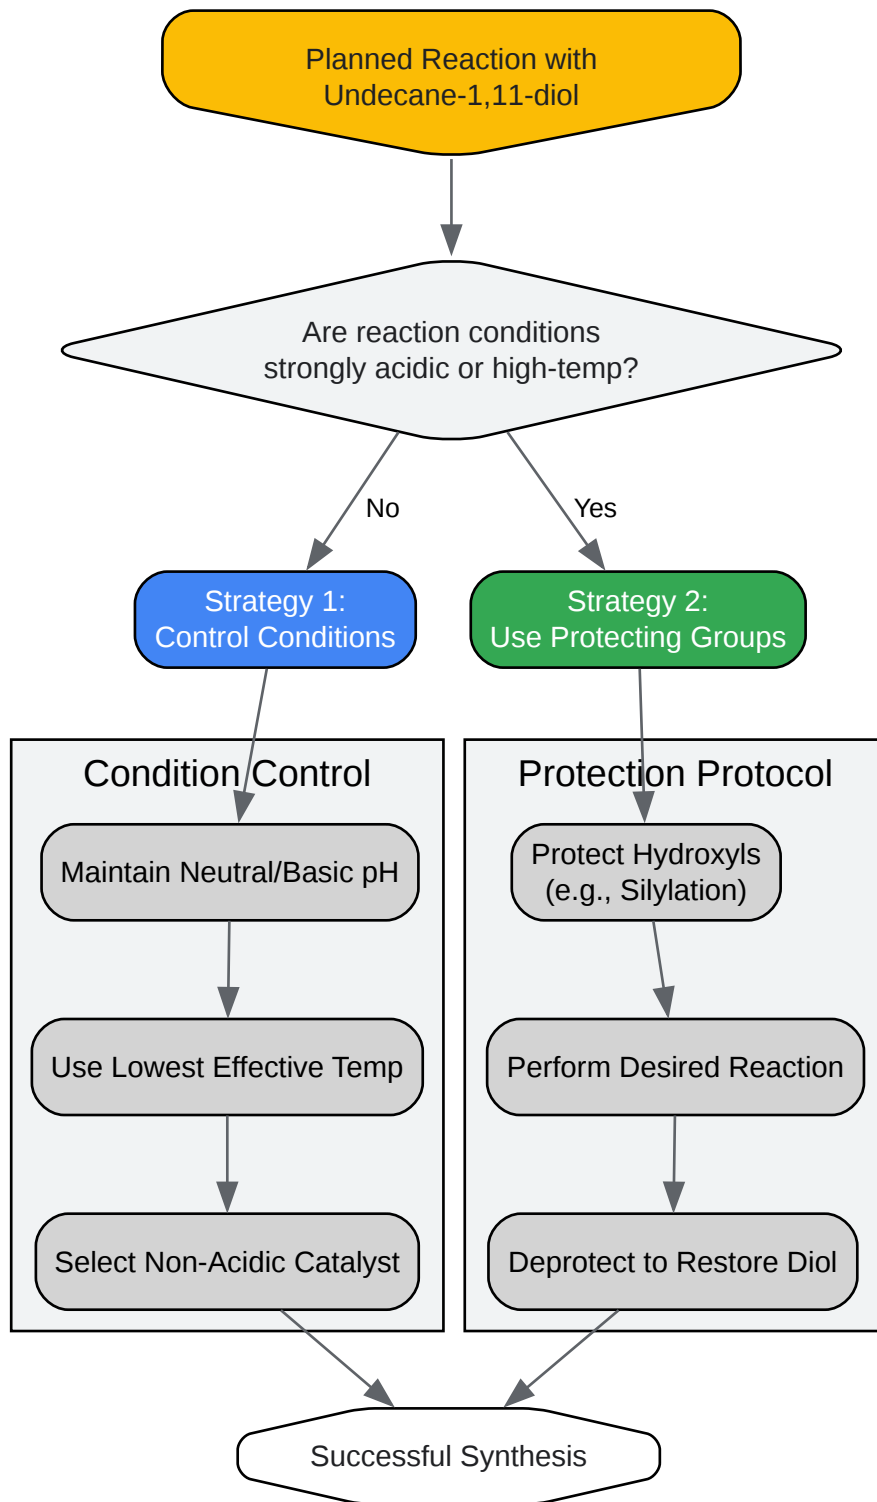 Planned Reaction with
Undecane-1,11-diol
Are reaction conditions
strongly acidic or high-temp?
No
Yes
Strategy 1:
Control Conditions
Strategy 2:
Use Protecting Groups
Condition Control
Protection Protocol
Maintain Neutral/Basic pH
Protect Hydroxyls
(e.g., Silylation)
Use Lowest Effective Temp
Perform Desired Reaction
Select Non-Acidic Catalyst
Deprotect to Restore Diol
Successful Synthesis